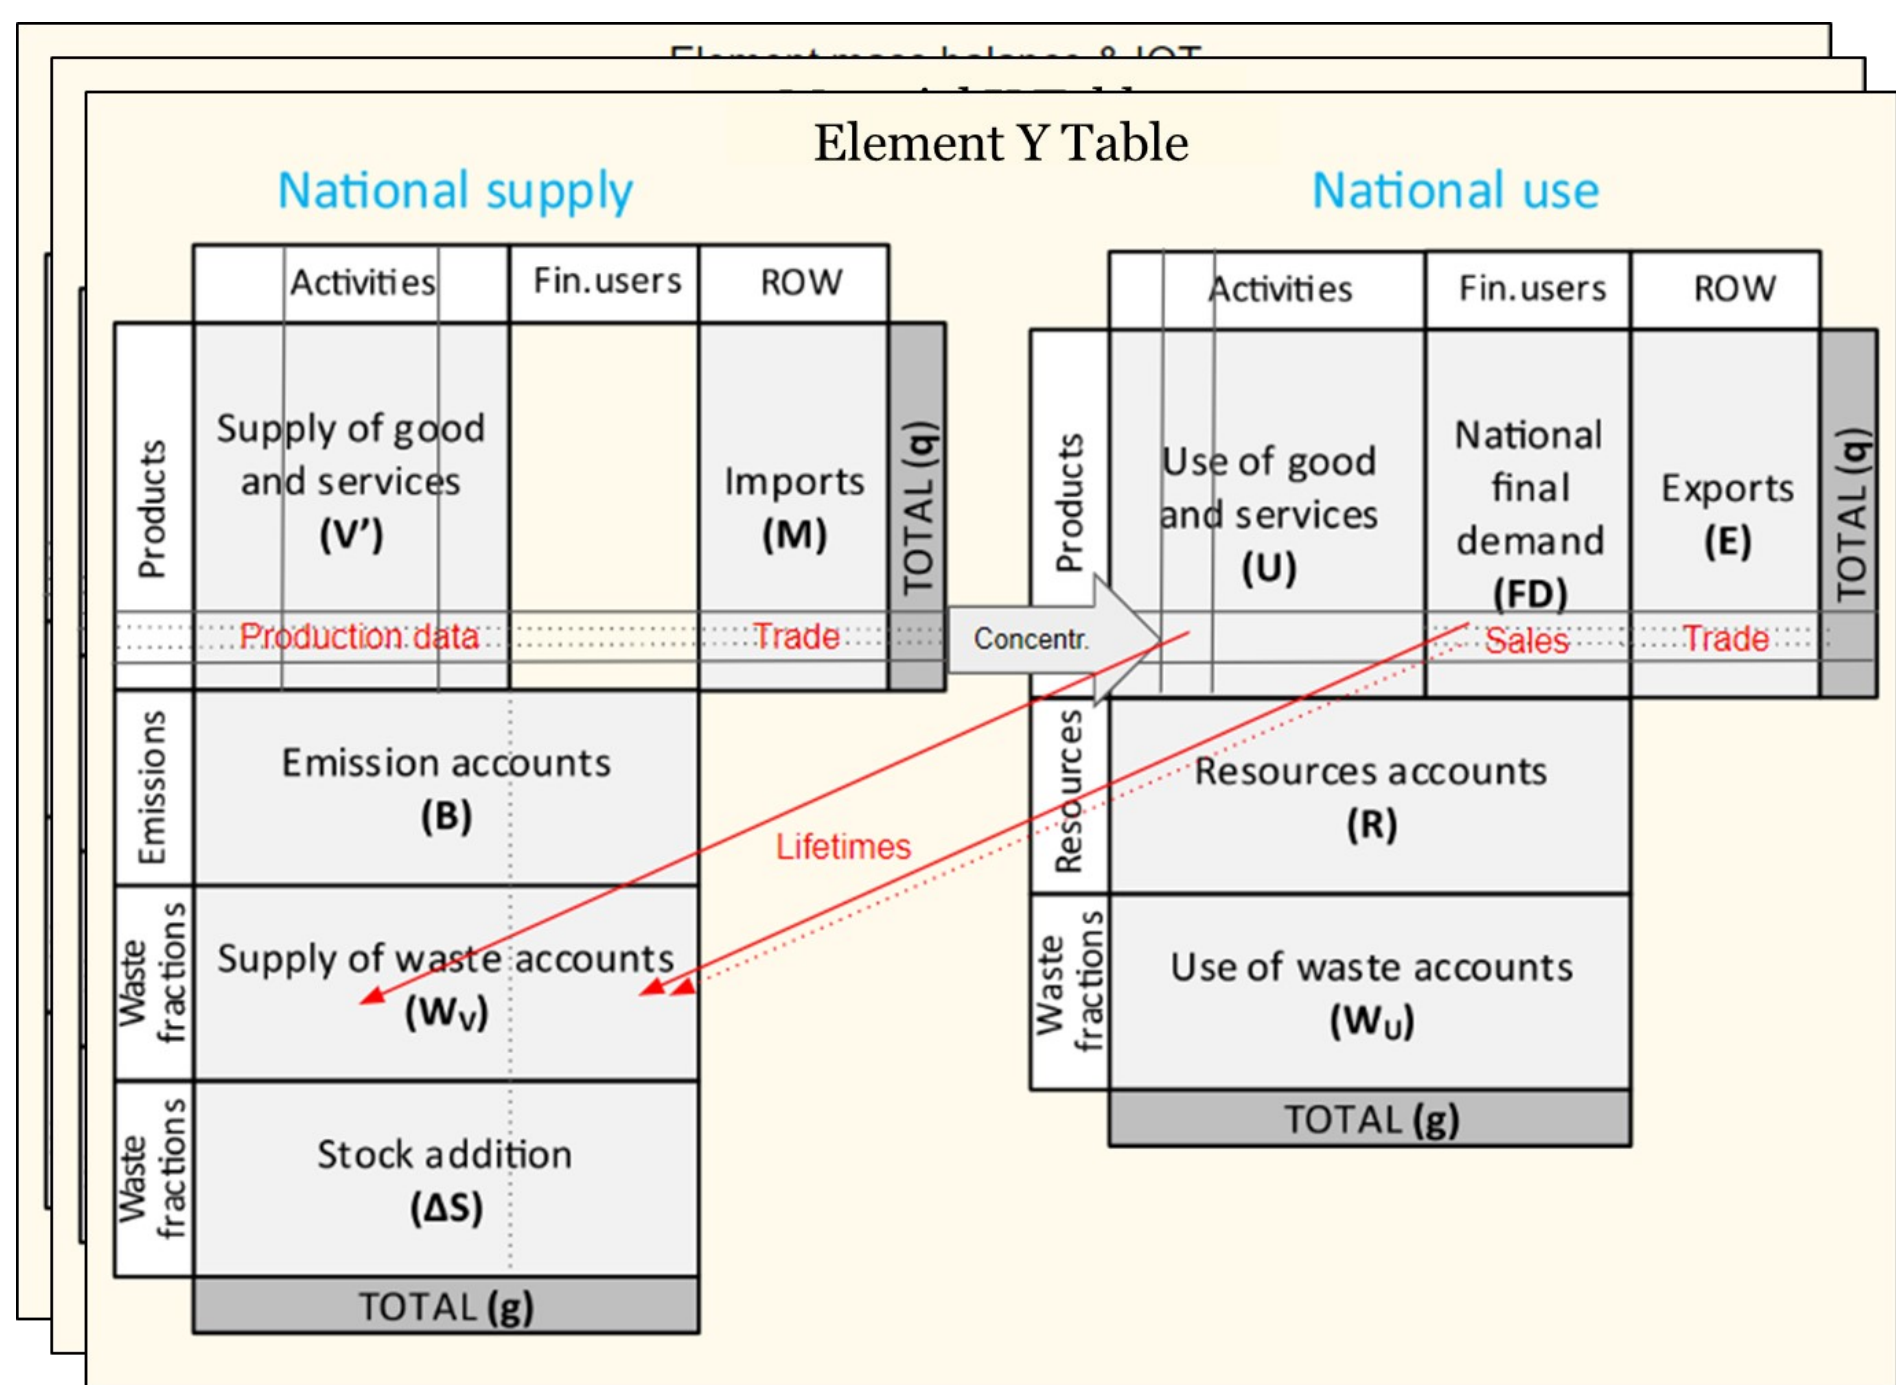 Element Y Table
National supply
National use
Activities
Fin.users
ROW
Products
Supply of good
and services
(V’)
Imports
(M)
TOTAL (q)
Production data
Trade
Emissions
Emission accounts
(B)
Waste
fractions
Supply of waste accounts
(WV)
Waste
fractions
Stock addition
(ΔS)
TOTAL (g)
Concentr.
Lifetimes
Activities
Fin.users
ROW
Products
Use of good
and services
(U)
National
final
demand
(FD)
Exports
(E)
TOTAL (q)
Sales
Trade
Resources
Resources accounts
(R)
Waste
fractions
Use of waste accounts
(WU)
TOTAL (g)